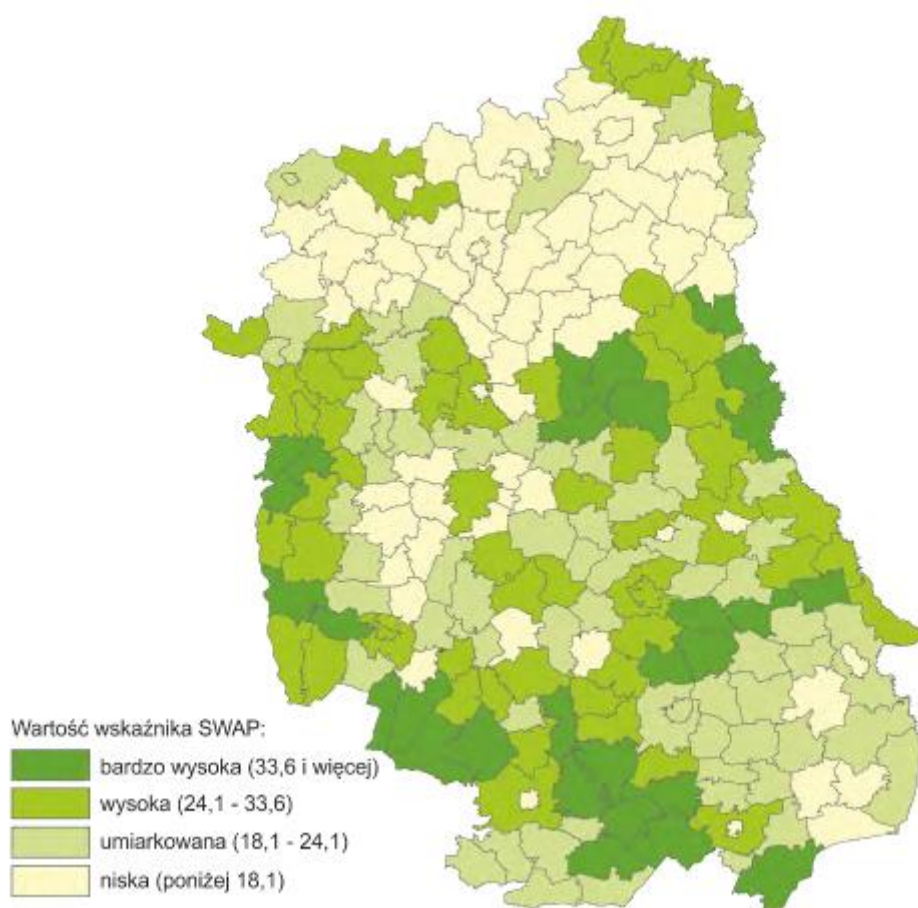 Wartość wskaźnika SWAP:
bardzo wysoka (33,6 i więcej)
wysoka (24,1 - 33,6)
umiarkowana (18,1 - 24,1)
niska (poniżej 18,1)